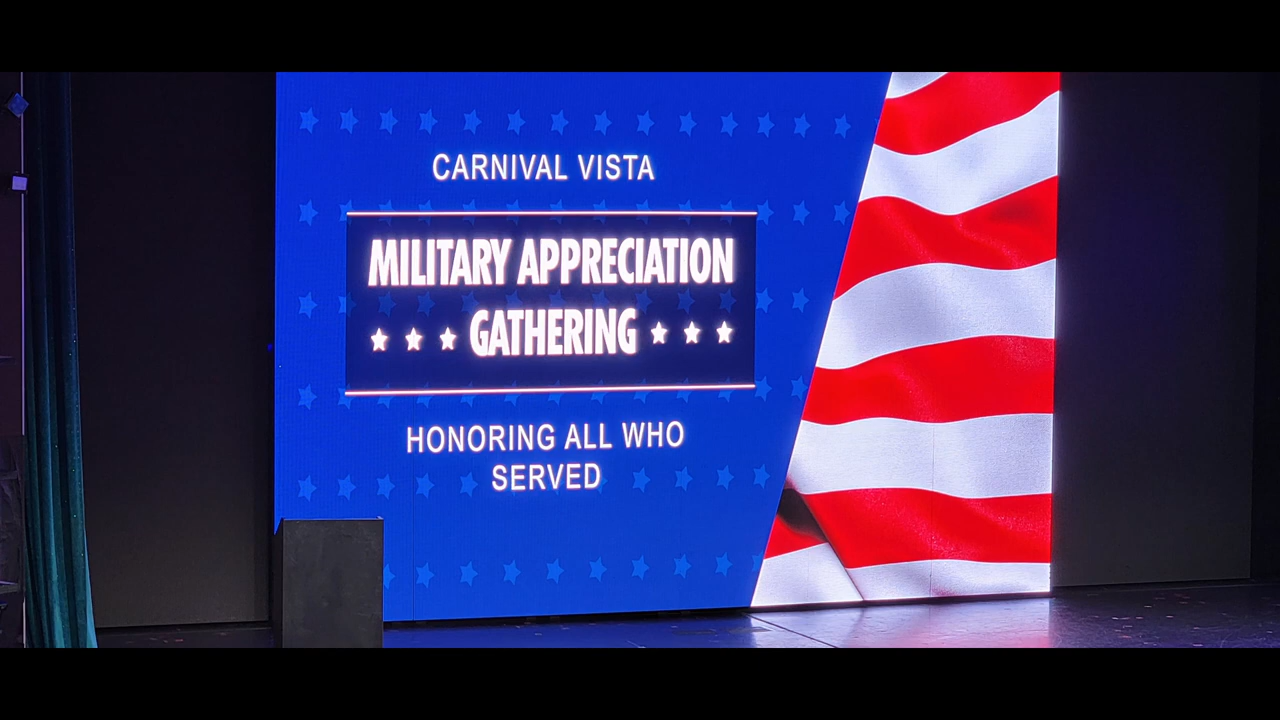 CARNIVAL VISTA
MILITARY APPRECIATION
GATHERING
HONORING ALL WHO
SERVED